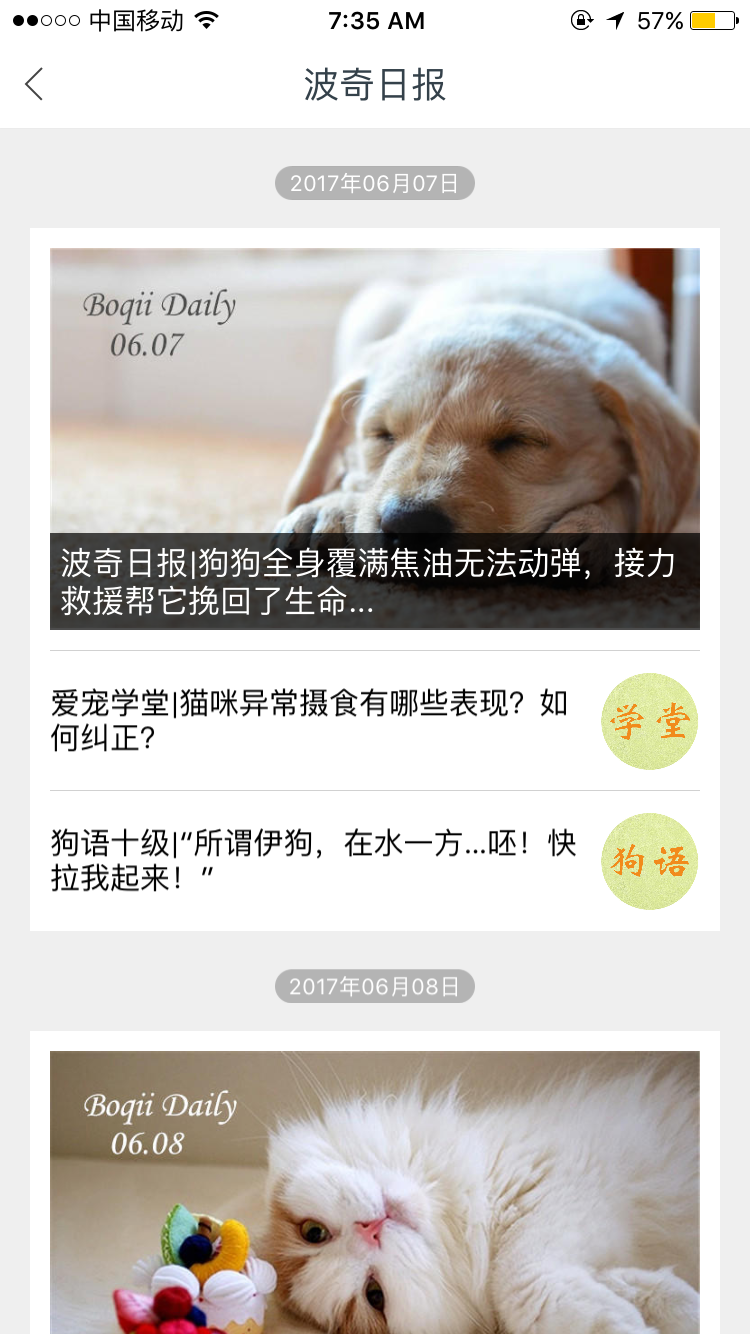 中国移动 7:35 AM 57%
波奇日报
2017年06月07日
Boqii Daily
06.07
波奇日报|狗狗全身覆满焦油无法动弹，接力
救援帮它挽回了生命...
爱宠学堂|猫咪异常摄食有哪些表现？如
何纠正？
学堂
狗语十级|“所谓伊狗，在水一方...呸！快
拉我起来！”
狗语
2017年06月08日
Boqii Daily
06.08